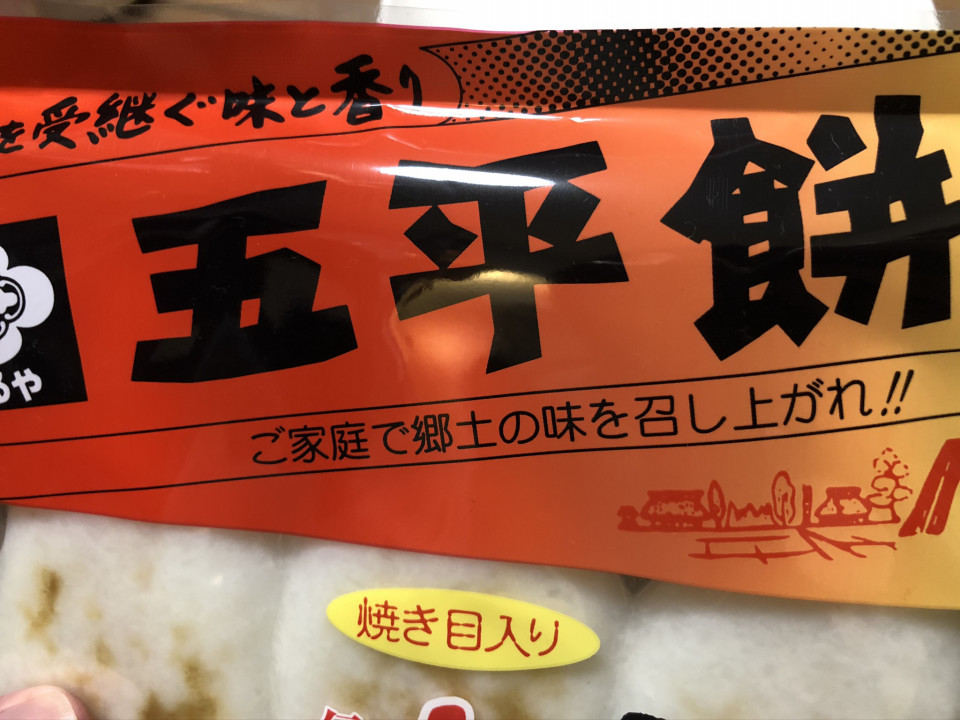 を受継ぐ味と香り
五平餅
や
ご家庭で郷土の味を召し上がれ!!
焼き目入り